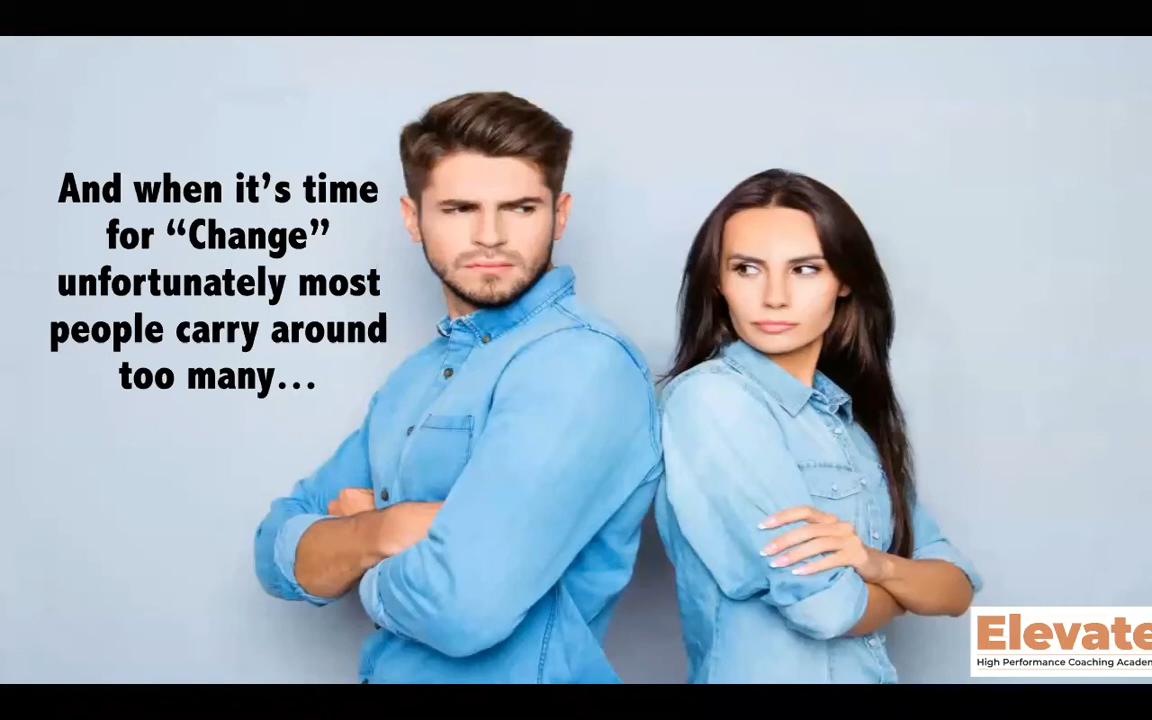 And when it’s time
for “Change”
unfortunately most
people carry around
too many…
Elevate
High Performance Coaching Academ